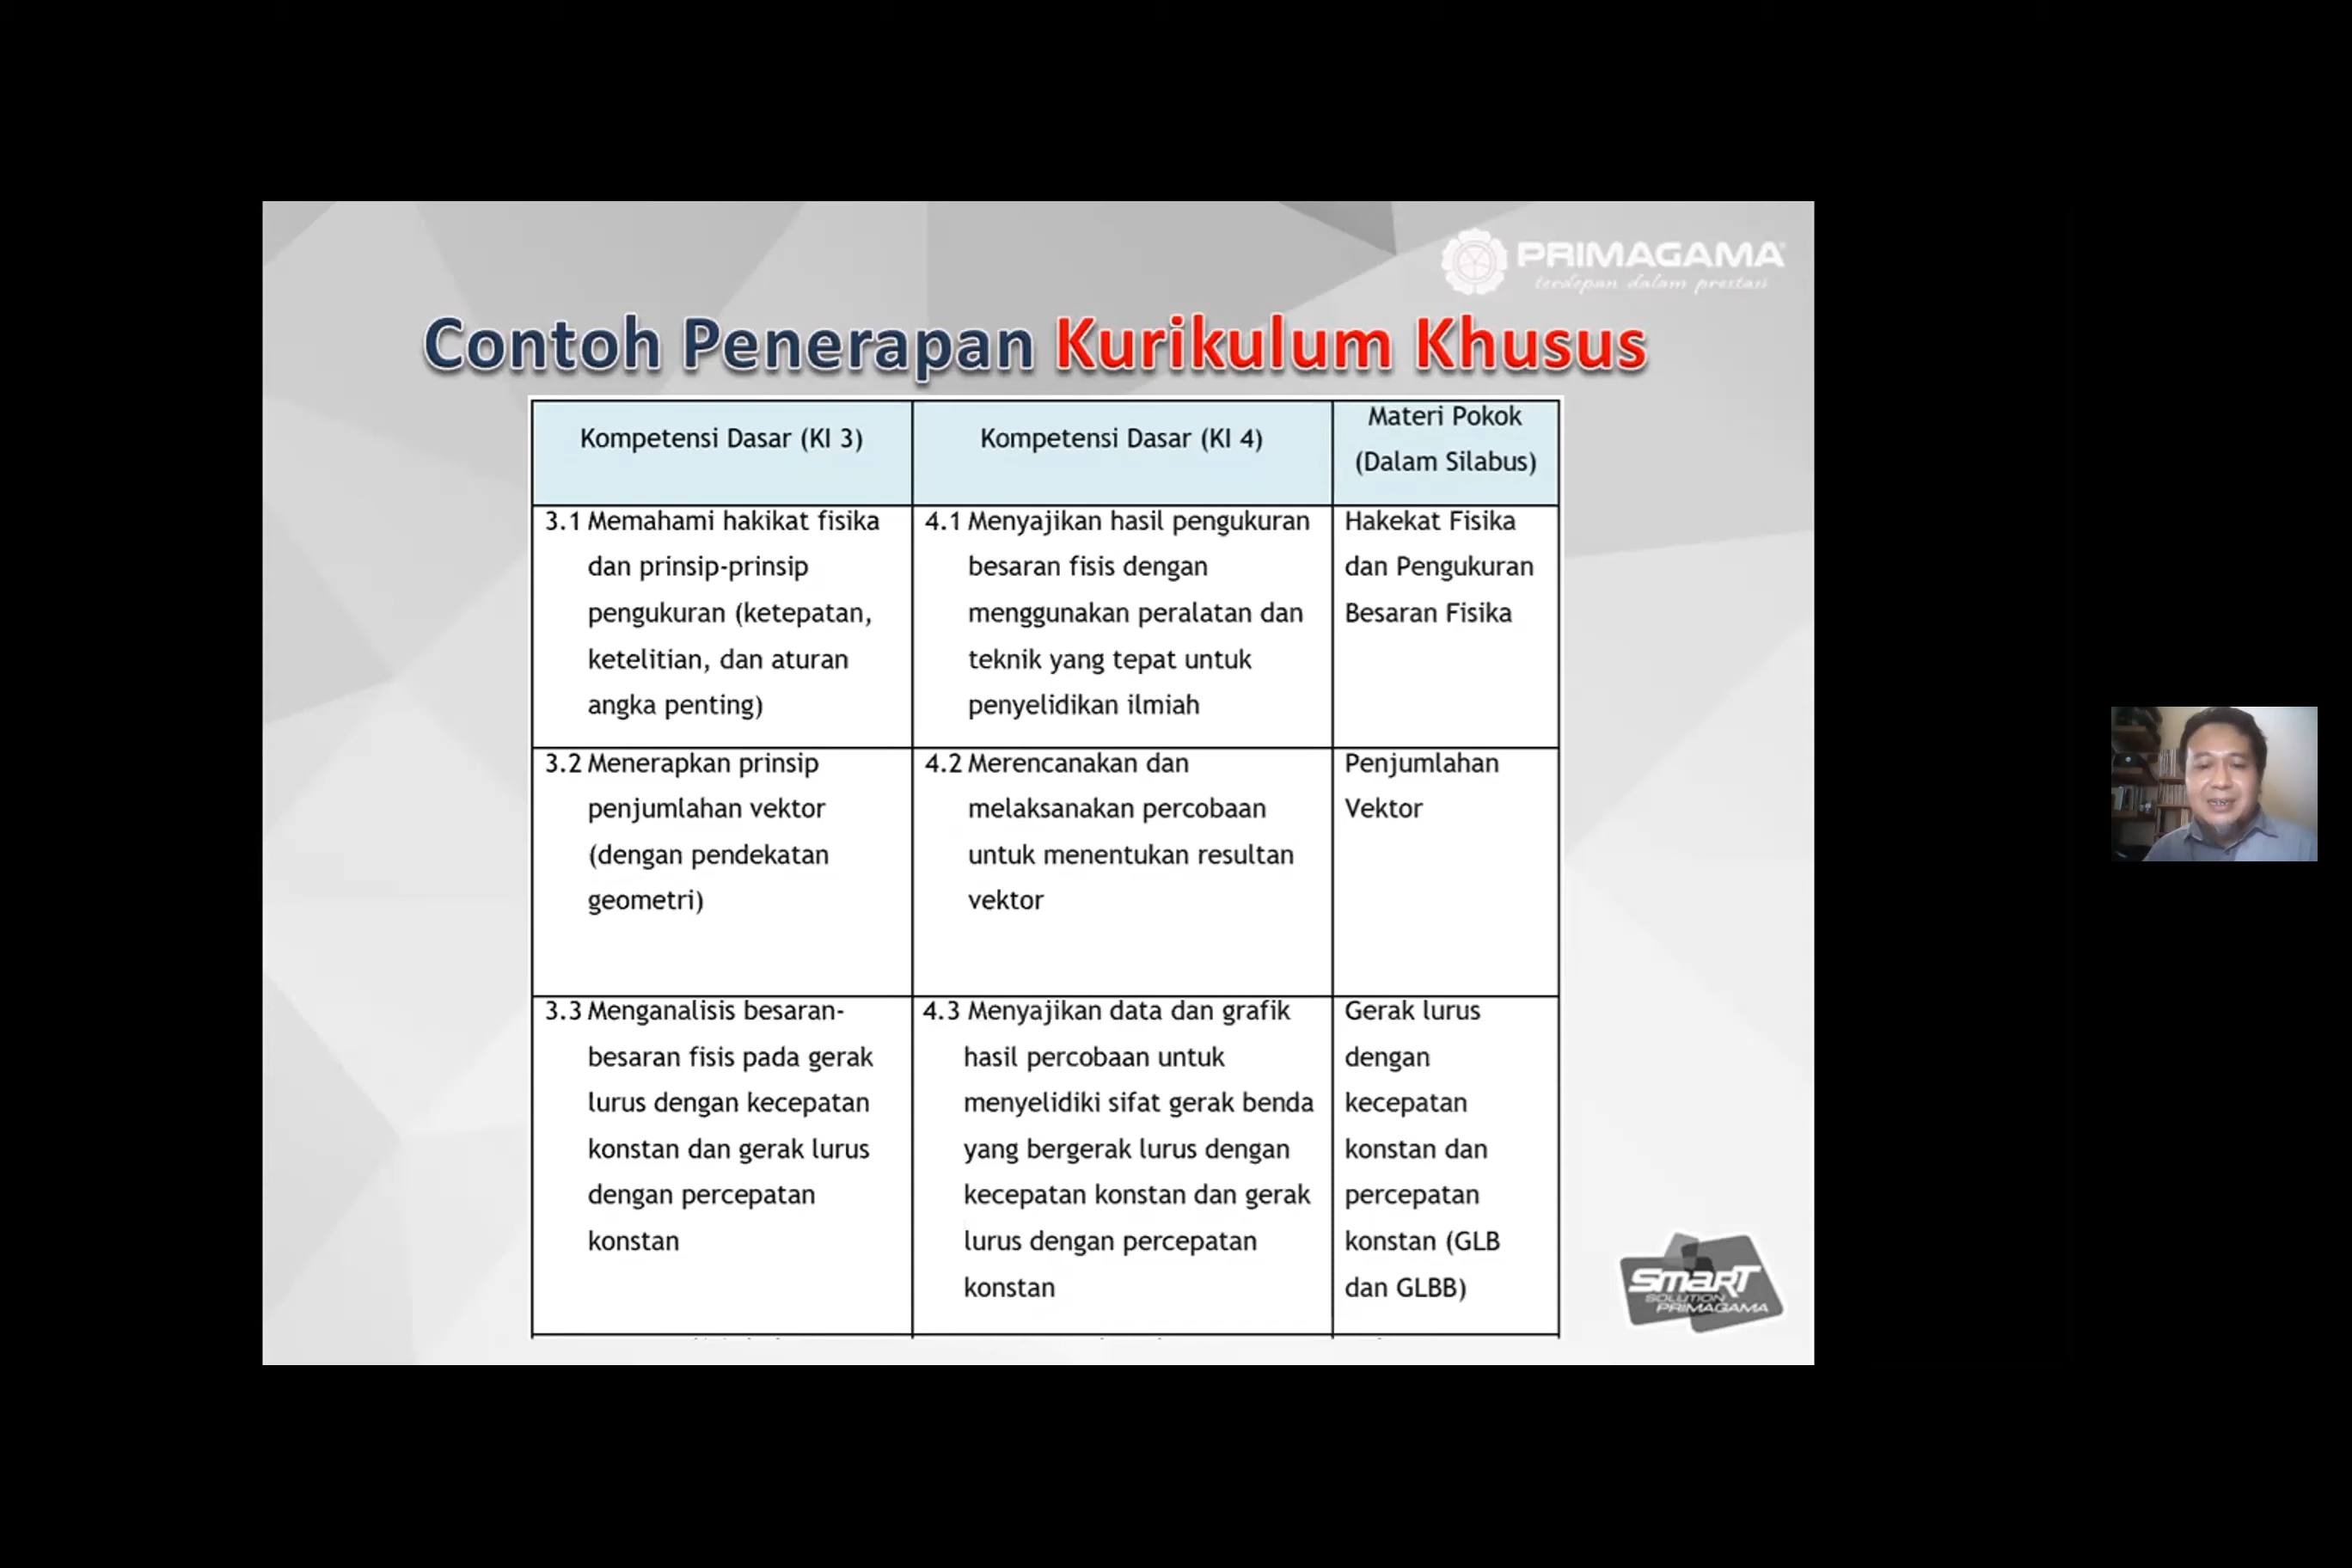 PRIMAGAMA
terdepan dalam prestasi
Contoh Penerapan Kurikulum Khusus
Kompetensi Dasar (KI 3)
Kompetensi Dasar (KI 4)
Materi Pokok
(Dalam Silabus)
3.1 Memahami hakikat fisika
dan prinsip-prinsip
pengukuran (ketepatan,
ketelitian, dan aturan
angka penting)
4.1 Menyajikan hasil pengukuran
besaran fisis dengan
menggunakan peralatan dan
teknik yang tepat untuk
penyelidikan ilmiah
Hakekat Fisika
dan Pengukuran
Besaran Fisika
3.2 Menerapkan prinsip
penjumlahan vektor
(dengan pendekatan
geometri)
4.2 Merencanakan dan
melaksanakan percobaan
untuk menentukan resultan
vektor
Penjumlahan
Vektor
3.3 Menganalisis besaran-
besaran fisis pada gerak
lurus dengan kecepatan
konstan dan gerak lurus
dengan percepatan
konstan
4.3 Menyajikan data dan grafik
hasil percobaan untuk
menyelidiki sifat gerak benda
yang bergerak lurus dengan
kecepatan konstan dan gerak
lurus dengan percepatan
konstan
Gerak lurus
dengan
kecepatan
konstan dan
percepatan
konstan (GLB
dan GLBB)
SmarT
SOLUTION
PRIMAGAMA